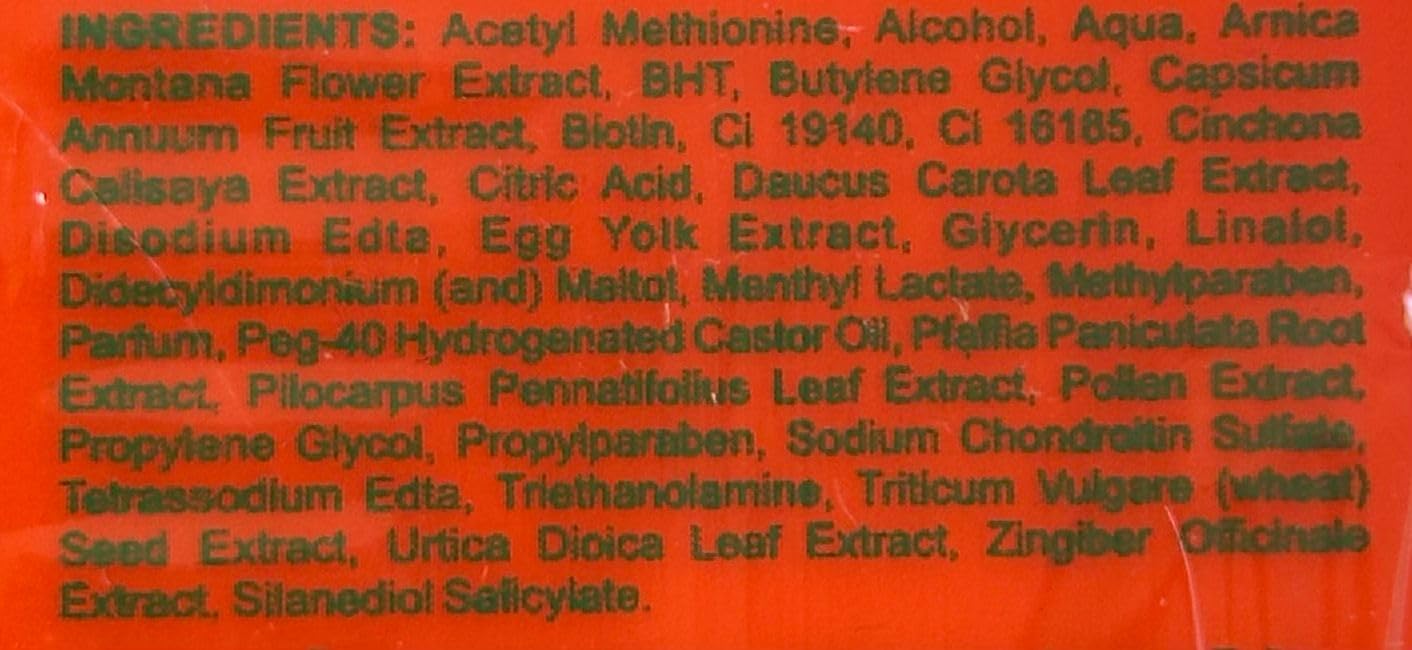 INGREDIENTS: Acetyl Methionine, Alcohol, Aqua, Arnica
Montana Flower Extract, BHT, Butylene Glycol, Capsicum
Annuum Fruit Extract, Biotin, Ci 19140, Ci 16185, Cinchona
Calisaya Extract, Citric Acid, Daucus Carota Leaf Extract,
Disodium Edta, Egg Yolk Extract, Glycerin, Linalol,
Didecyldimonium (and) Maltol, Menthyl Lactate, Methylparaben,
Parfum, Peg-40 Hydrogenated Castor Oil, Pfaffia Paniculata Root
Extract, Pilocarpus Pennatifolius Leaf Extract, Pollen Extract,
Propylene Glycol, Propylparaben, Sodium Chondroitin Sulfate,
Tetrassodium Edta, Triethanolamine, Triticum Vulgare (wheat)
Seed Extract, Urtica Dioica Leaf Extract, Zingiber Officinale
Extract, Silanediol Salicylate.